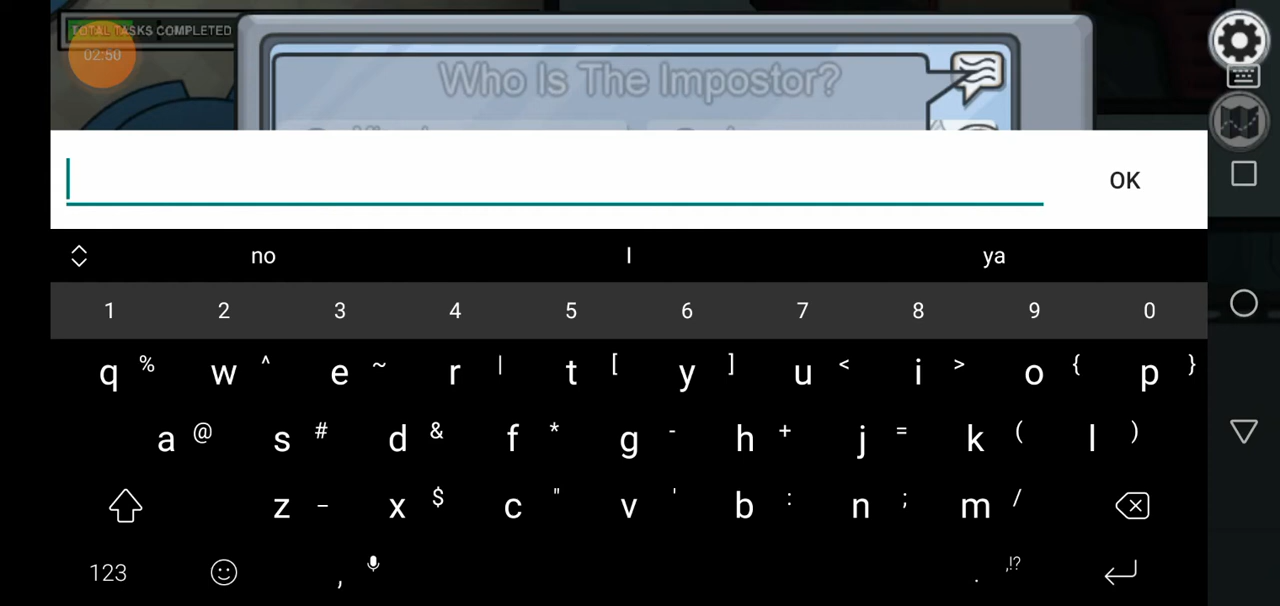 TOTAL TASKS COMPLETED
02:50
Who Is The Impostor?
OK
no I ya
1 2 3 4 5 6 7 8 9 0
q % w ^ e ~ r | t [ y ] u < i > o { p }
a @ s # d & f * g - h + j = k ( l )
z _ x $ c " v ' b : n ; m /
123 , . ,!?